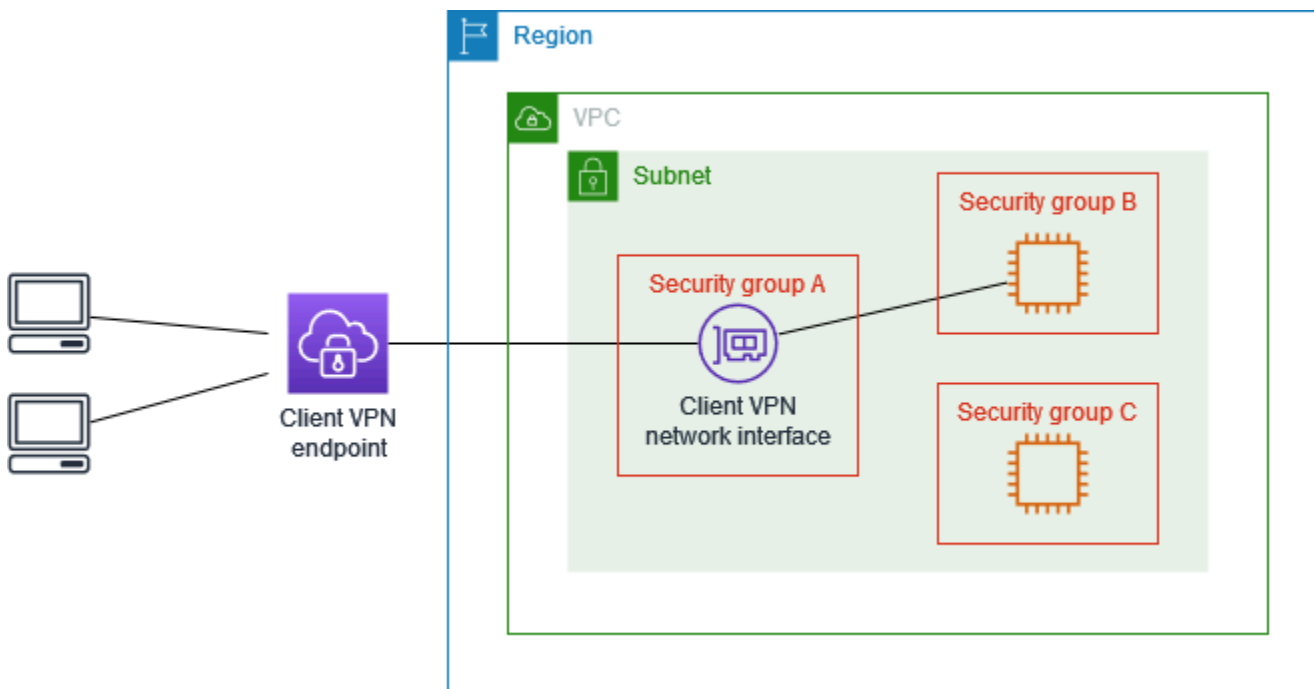 Region
VPC
Subnet
Security group B
Security group A
Client VPN
endpoint
Client VPN
network interface
Security group C